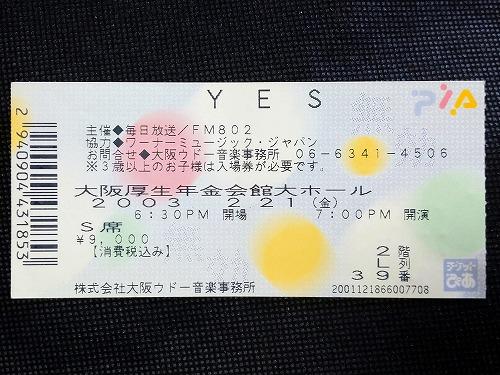 YES
PIA
主催◆毎日放送/FM802
協力◆ワーナーミュージック・ジャパン
お問合せ◆大阪ウドー音楽事務所 06-6341-4506
※3歳以上のお子様は入場券が必要です。
大阪厚生年金会館大ホール
2003 2.21(金)
6:30PM 開場 7:00PM 開演
S席
¥9,000
【消費税込み】
2階
L列
39番
株式会社大阪ウドー音楽事務所
2001121866007708
チケットぴあ
2940904431853